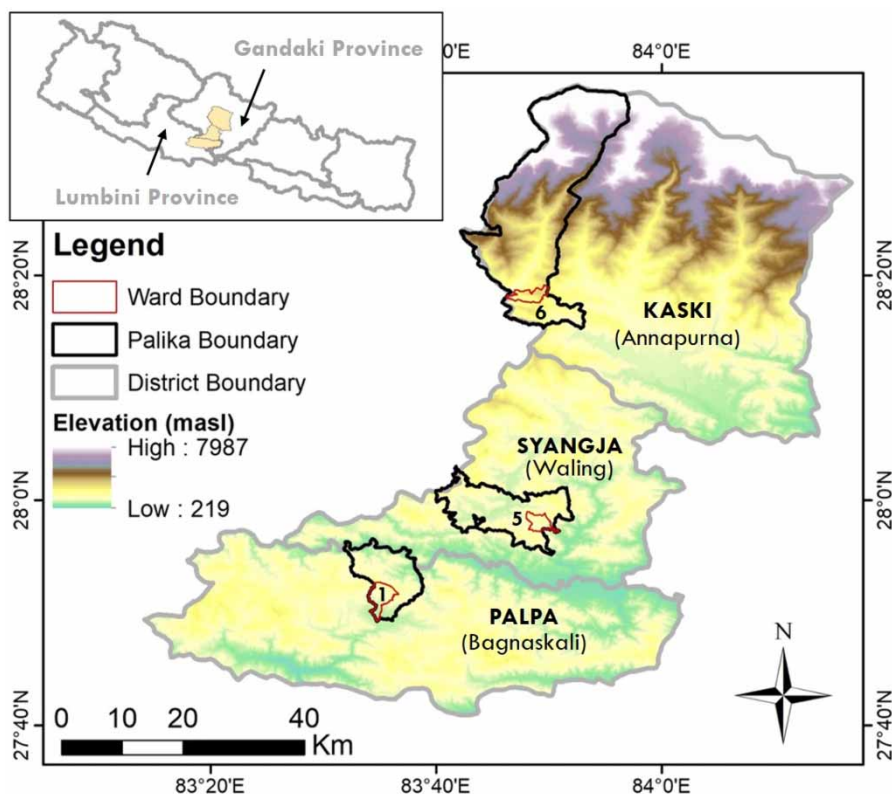 Gandaki Province
Lumbini Province
0'E
84°0'E
Legend
Ward Boundary
Palika Boundary
District Boundary
Elevation (masl)
High : 7987
Low : 219
28°20'N
28°20'N
KASKI
(Annapurna)
6
SYANGJA
(Waling)
5
28°0'N
28°0'N
1
PALPA
(Bagnaskali)
N
27°40'N
27°40'N
0 10 20 40
Km
83°20'E 83°40'E 84°0'E